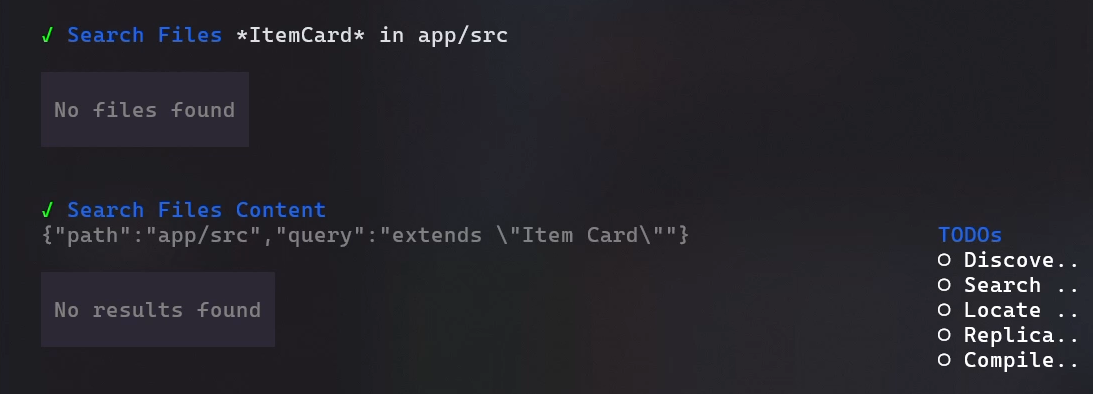 ✓ Search Files *ItemCard* in app/src
No files found
✓ Search Files Content
{"path":"app/src","query":"extends \"Item Card\""}
No results found
TODOs
○ Discove..
○ Search ..
○ Locate ..
○ Replica..
○ Compile..